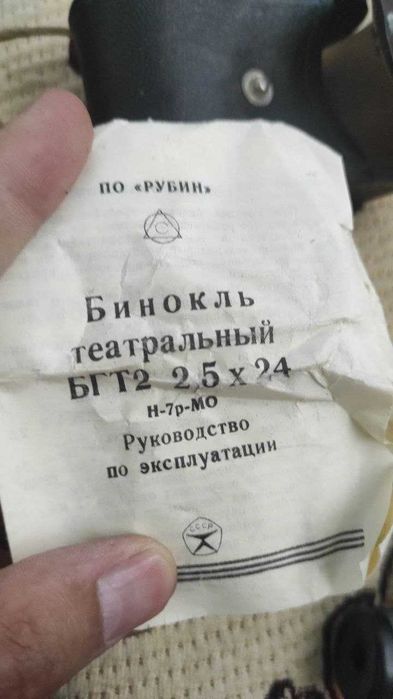 ПО «РУБИН»
С
Бинокль
театральный
БГТ2 2,5 х 24
Н-7р-МО
Руководство
по эксплуатации
СССР